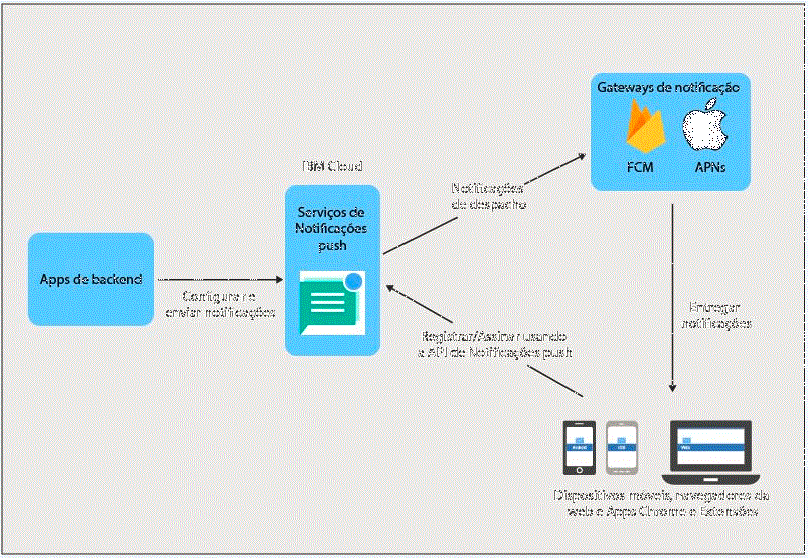 Gateways de notificação
FCM
APNs
IBM Cloud
Notificações
de despacho
Serviços de
Notificações
push
Apps de backend
Configurar e
enviar notificações
Entregar
notificações
Registrar/Assinar usando
a API de Notificações push
Android
iOS
Web
Dispositivos móveis, navegadores da
web e Apps Chrome e Extensões